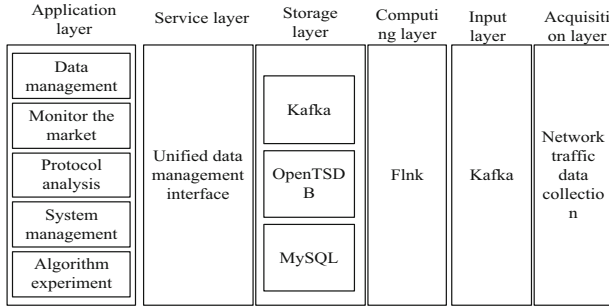 Application
layer
Service layer
Storage
layer
Computi
ng layer
Input
layer
Acquisiti
on layer
Data
management
Monitor the
market
Protocol
analysis
System
management
Algorithm
experiment
Unified data
management
interface
Kafka
OpenTSD
B
MySQL
Flnk
Kafka
Network
traffic
data
collectio
n